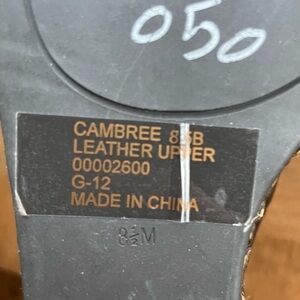 050
CAMBREE 8.5B
LEATHER UPPER
00002600
G-12
MADE IN CHINA
8½M